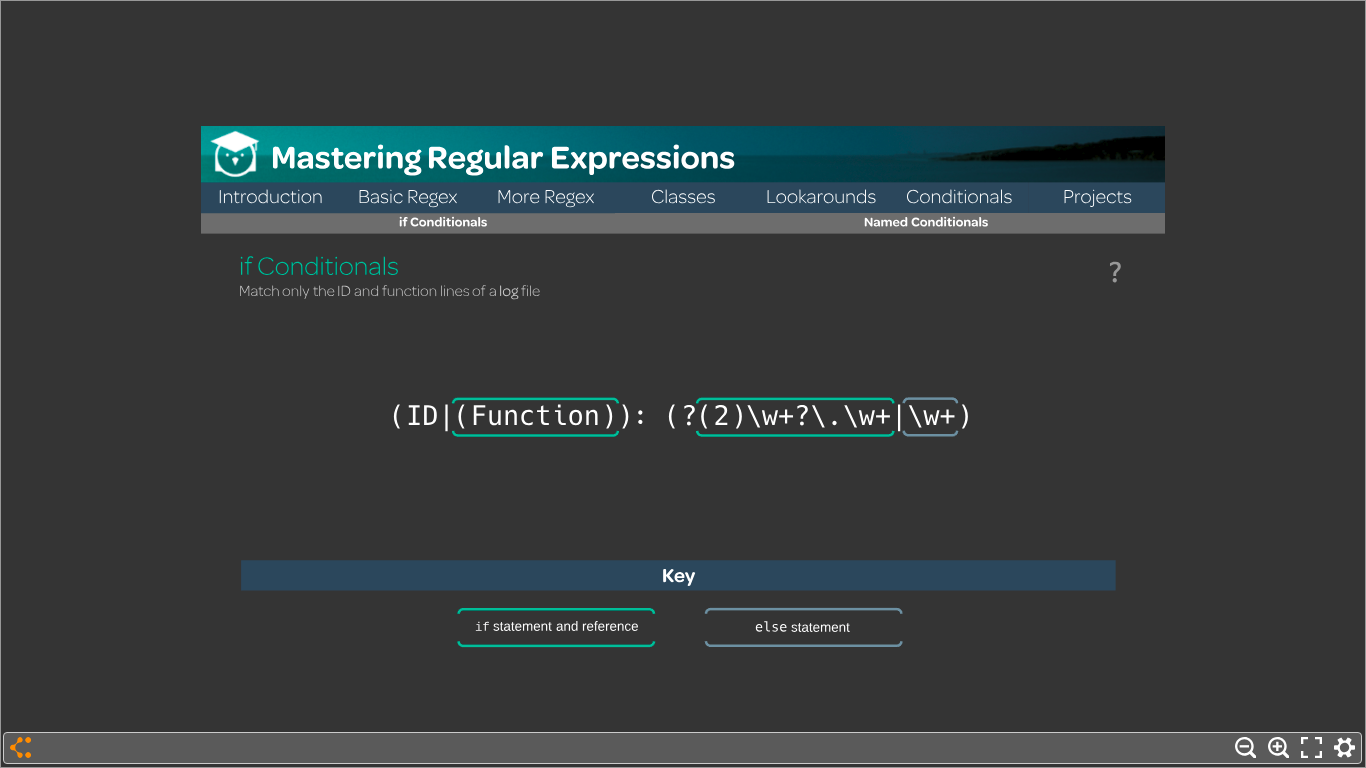 Mastering Regular Expressions
Introduction Basic Regex More Regex Classes Lookarounds Conditionals Projects
if Conditionals Named Conditionals
if Conditionals
?
Match only the ID and function lines of a log file
(ID|(Function)): (?(2)\w+?\.\w+|\w+)
Key
if statement and reference else statement